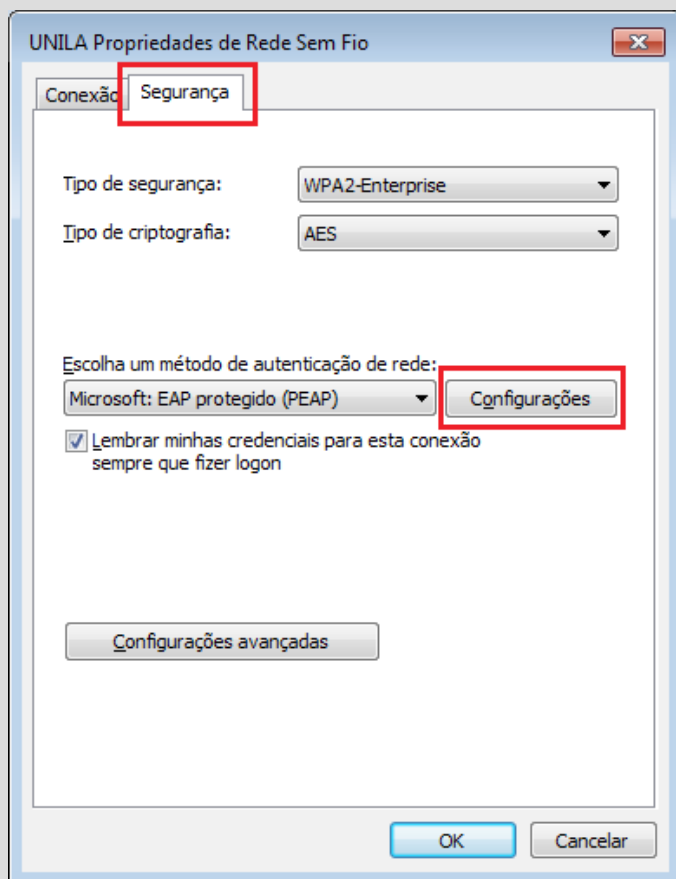 UNILA Propriedades de Rede Sem Fio
Conexão Segurança
Tipo de segurança: WPA2-Enterprise
Tipo de criptografia: AES
Escolha um método de autenticação de rede:
Microsoft: EAP protegido (PEAP) Configurações
Lembrar minhas credenciais para esta conexão
sempre que fizer logon
Configurações avançadas
OK Cancelar